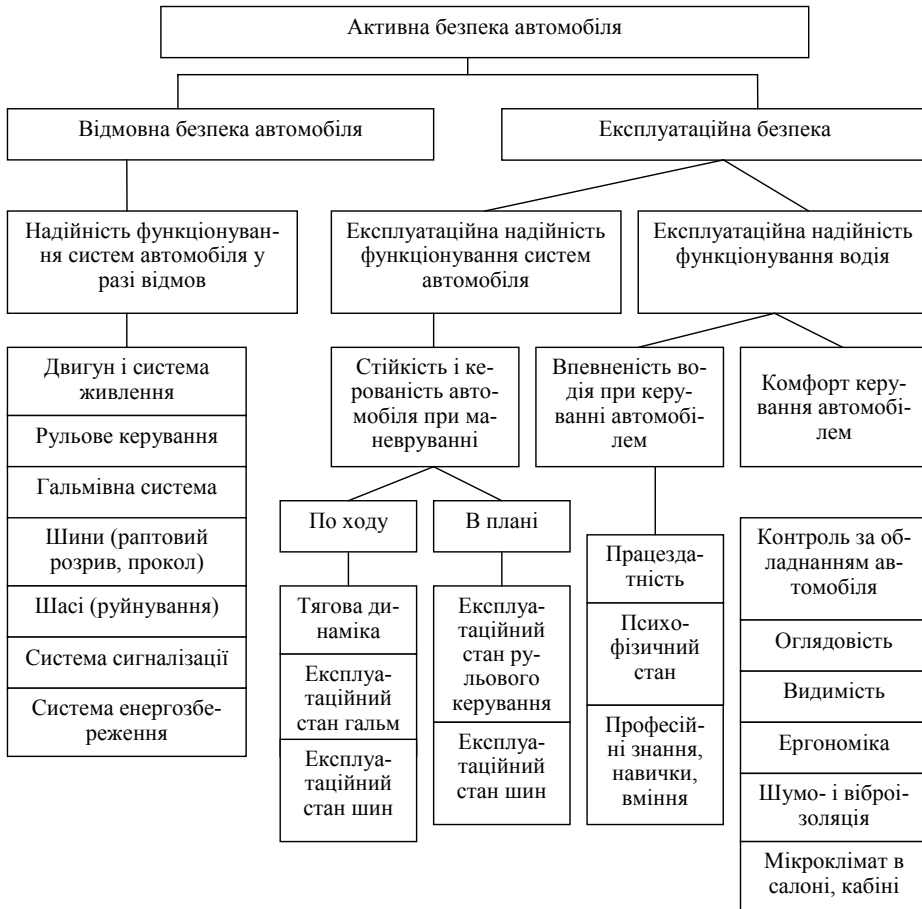 Активна безпека автомобіля
Відмовна безпека автомобіля
Експлуатаційна безпека
Надійність функціонуван-
ня систем автомобіля у
разі відмов
Експлуатаційна надійність
функціонування систем
автомобіля
Експлуатаційна надійність
функціонування водія
Двигун і система
живлення
Рульове керування
Гальмівна система
Шини (раптовий
розрив, прокол)
Шасі (руйнування)
Система сигналізації
Система енергозбе-
реження
Стійкість і ке-
рованість авто-
мобіля при ма-
невруванні
По ходу
Тягова ди-
наміка
Експлуа-
таційний
стан гальм
Експлуа-
таційний
стан шин
В плані
Експлуа-
таційний
стан ру-
льового
керування
Експлуа-
таційний
стан шин
Впевненість во-
дія при керу-
ванні автомобі-
лем
Працезда-
тність
Психо-
фізичний
стан
Професій-
ні знання,
навички,
вміння
Комфорт керу-
вання автомобі-
лем
Контроль за об-
ладнанням ав-
томобіля
Оглядовість
Видимість
Ергономіка
Шумо- і віброі-
золяція
Мікроклімат в
салоні, кабіні